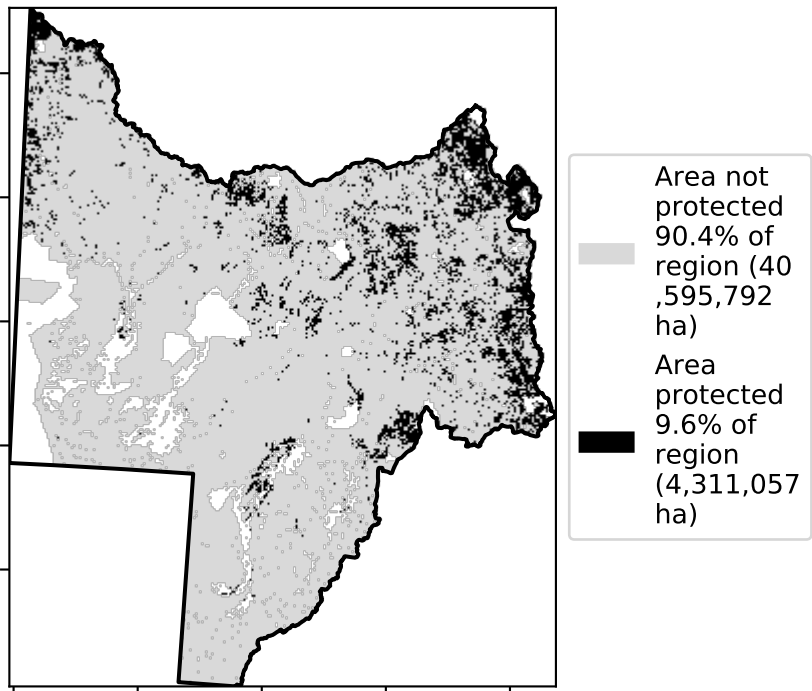 Area not
protected
90.4% of
region (40
,595,792
ha)
Area
protected
9.6% of
region
(4,311,057
ha)